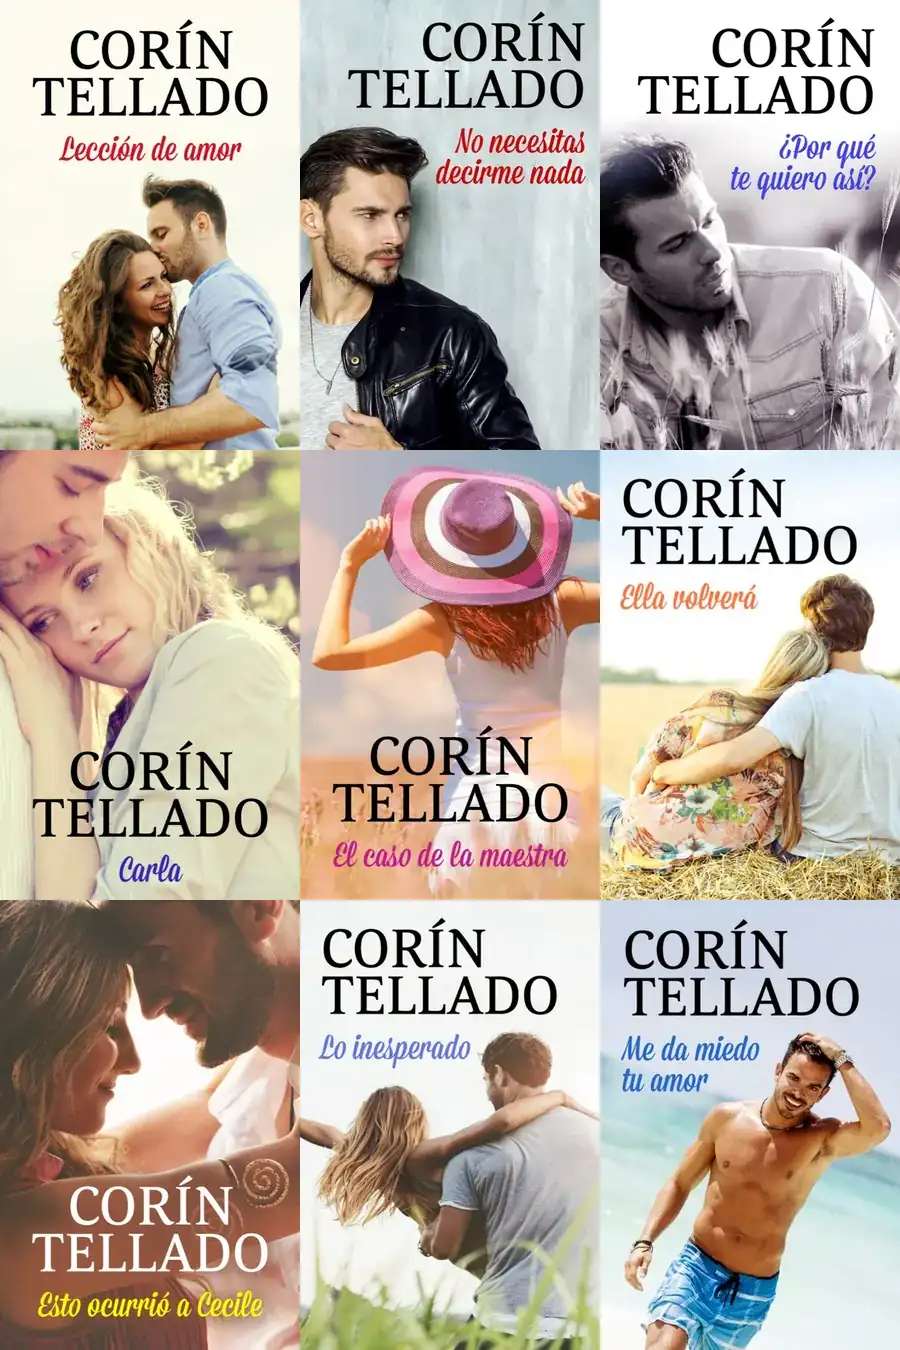 CORÍN
TELLADO
Lección de amor
CORÍN
TELLADO
No necesitas
decirme nada
CORÍN
TELLADO
¿Por qué
te quiero así?
CORÍN
TELLADO
Carla
CORÍN
TELLADO
El caso de la maestra
CORÍN
TELLADO
Ella volverá
CORÍN
TELLADO
Esto ocurrió a Cecile
CORÍN
TELLADO
Lo inesperado
CORÍN
TELLADO
Me da miedo
tu amor